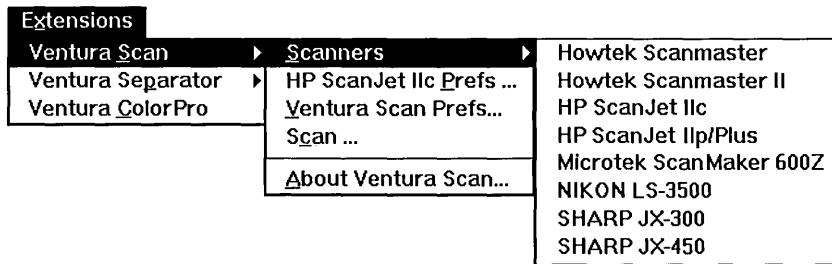 Extensions
Ventura Scan
Ventura Separator
Ventura ColorPro
Scanners
HP ScanJet IIc Prefs ...
Ventura Scan Prefs...
Scan ...
About Ventura Scan...
Howtek Scanmaster
Howtek Scanmaster II
HP ScanJet IIc
HP ScanJet IIp/Plus
Microtek ScanMaker 600Z
NIKON LS-3500
SHARP JX-300
SHARP JX-450